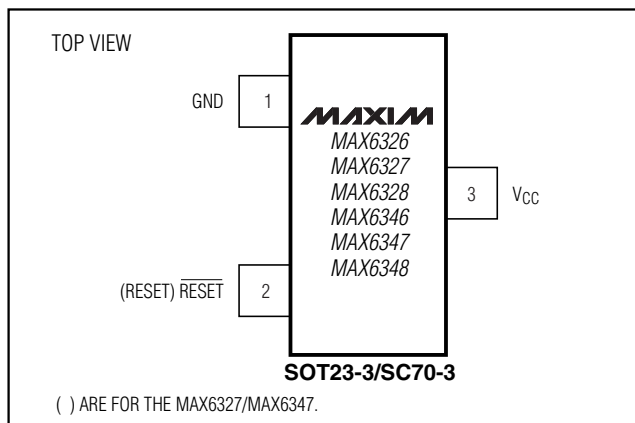 TOP VIEW
GND 1
MAXIM
MAX6326
MAX6327
MAX6328
MAX6346
MAX6347
MAX6348
3 VCC
(RESET) RESET 2
SOT23-3/SC70-3
( ) ARE FOR THE MAX6327/MAX6347.